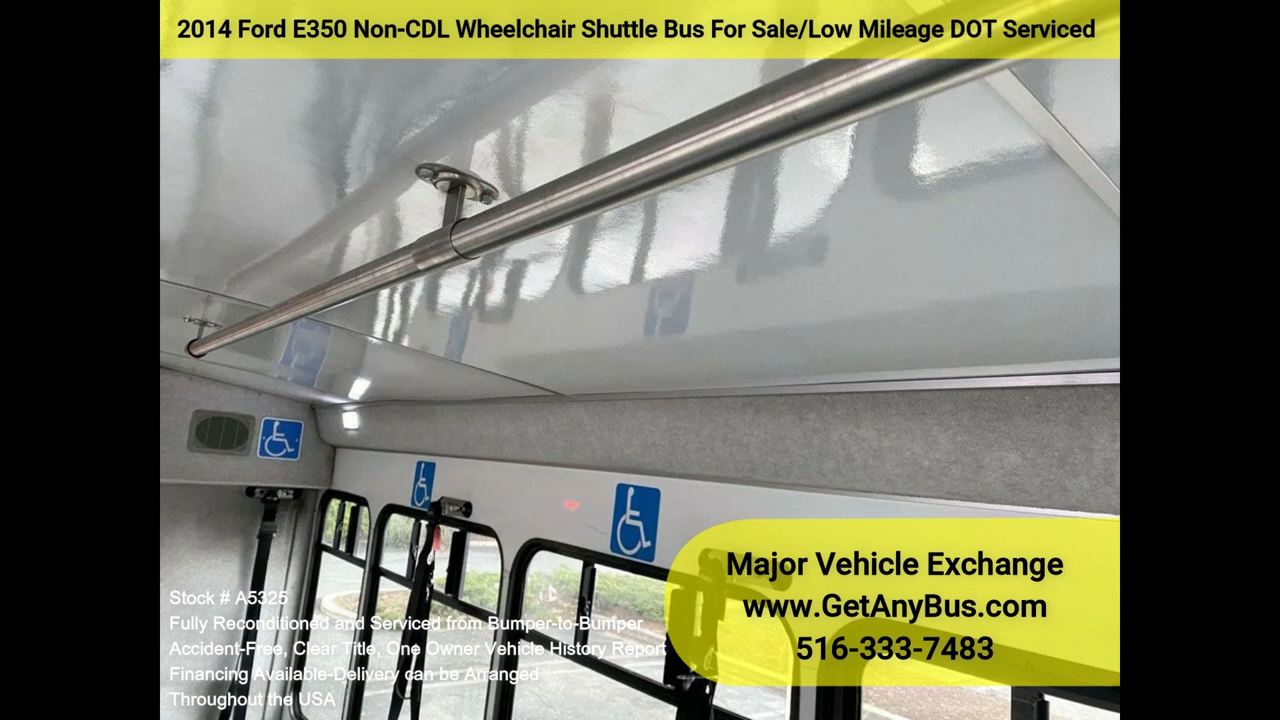 2014 Ford E350 Non-CDL Wheelchair Shuttle Bus For Sale/Low Mileage DOT Serviced
Major Vehicle Exchange
www.GetAnyBus.com
516-333-7483
Stock # A5325
Fully Reconditioned and Serviced from Bumper-to-Bumper
Accident-Free, Clear Title, One Owner Vehicle History Report
Financing Available-Delivery can be Arranged
Throughout the USA